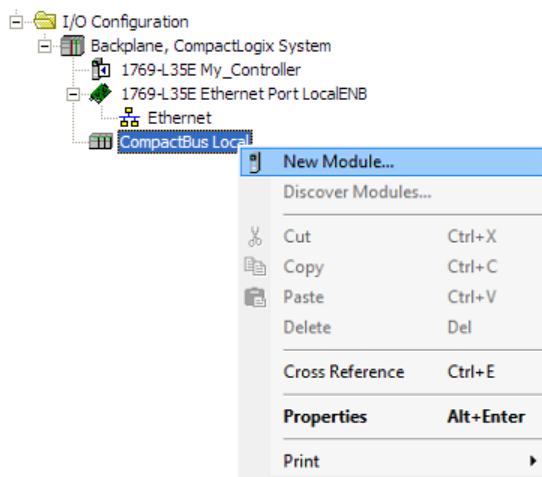 I/O Configuration
Backplane, CompactLogix System
1769-L35E My_Controller
1769-L35E Ethernet Port LocalENB
Ethernet
CompactBus Local
New Module...
Discover Modules...
Cut Ctrl+X
Copy Ctrl+C
Paste Ctrl+V
Delete Del
Cross Reference Ctrl+E
Properties Alt+Enter
Print